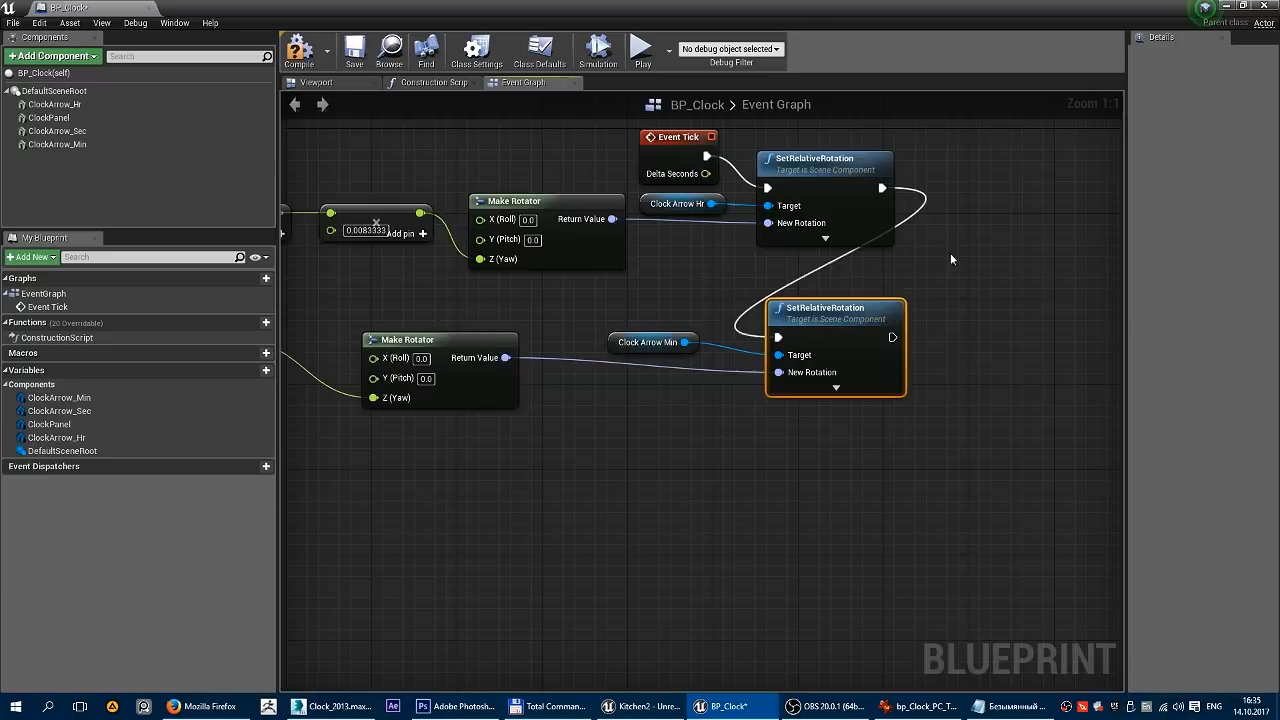 BP_Clock*
File Edit Asset View Debug Window Help
Parent class: Actor
Components
Details
+ Add Component
Search
Compile
Save
Browse
Find
Class Settings
Class Defaults
Simulation
Play
No debug object selected
Debug Filter
BP_Clock(self)
DefaultSceneRoot
ClockArrow_Hr
ClockPanel
ClockArrow_Sec
ClockArrow_Min
Viewport
Construction Scrip
Event Graph
BP_Clock > Event Graph
Zoom 1:1
Event Tick
Delta Seconds
SetRelativeRotation
Target is Scene Component
Target
New Rotation
Clock Arrow Hr
Make Rotator
X (Roll) 0.0
Return Value
Y (Pitch) 0.0
Z (Yaw)
0.0083333
Add pin +
SetRelativeRotation
Target is Scene Component
Target
New Rotation
Clock Arrow Min
Make Rotator
X (Roll) 0.0
Return Value
Y (Pitch) 0.0
Z (Yaw)
My Blueprint
+ Add New
Search
Graphs
EventGraph
Event Tick
Functions (20 Overridable)
ConstructionScript
Macros
Variables
Components
ClockArrow_Min
ClockArrow_Sec
ClockPanel
ClockArrow_Hr
DefaultSceneRoot
Event Dispatchers
BLUEPRINT
Mozilla Firefox
Clock_2013.max...
Adobe Photosh...
Total Comman...
Kitchen2 - Unre...
BP_Clock*
OBS 20.0.1 (64b...
bp_Clock_PC_T...
Безымянный
ENG
16:35
14.10.2017